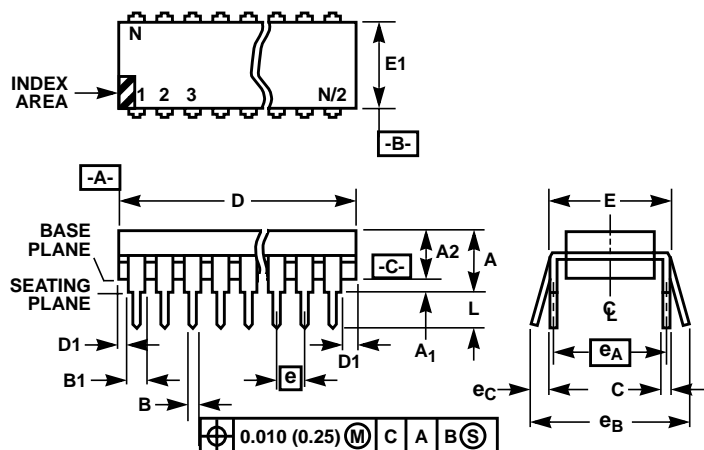 N
E1
INDEX
AREA
1 2 3 N/2
-B-
-A-
D
E
BASE
PLANE
A2
A
-C-
SEATING
PLANE
L
C L
D1
A1
D1
eA
B1
e
eC
C
B
eB
0.010 (0.25) Ⓜ C A B Ⓢ